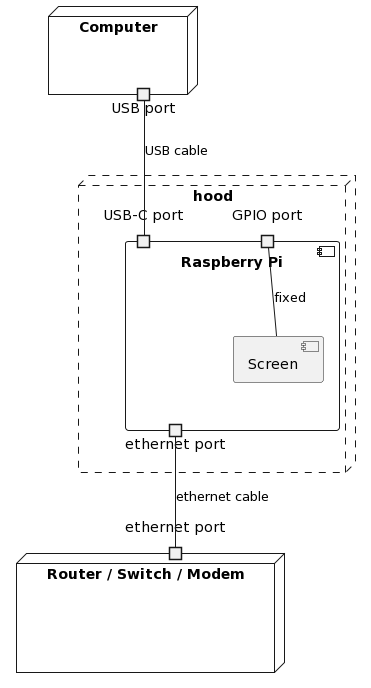 Computer
USB port
USB cable
hood
USB-C port
GPIO port
Raspberry Pi
fixed
Screen
ethernet port
ethernet cable
ethernet port
Router / Switch / Modem